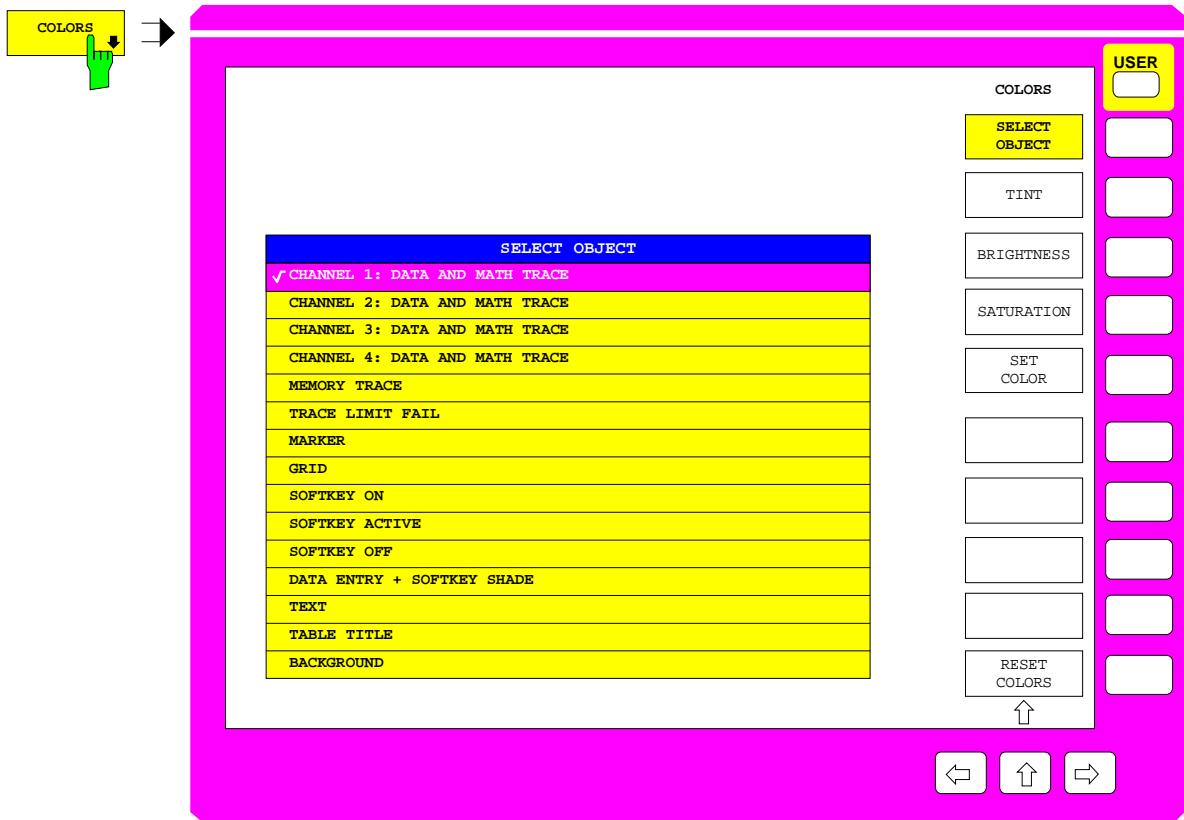 COLORS
USER
COLORS
SELECT
OBJECT
TINT
BRIGHTNESS
SATURATION
SET
COLOR
RESET
COLORS
SELECT OBJECT
CHANNEL 1: DATA AND MATH TRACE
CHANNEL 2: DATA AND MATH TRACE
CHANNEL 3: DATA AND MATH TRACE
CHANNEL 4: DATA AND MATH TRACE
MEMORY TRACE
TRACE LIMIT FAIL
MARKER
GRID
SOFTKEY ON
SOFTKEY ACTIVE
SOFTKEY OFF
DATA ENTRY + SOFTKEY SHADE
TEXT
TABLE TITLE
BACKGROUND